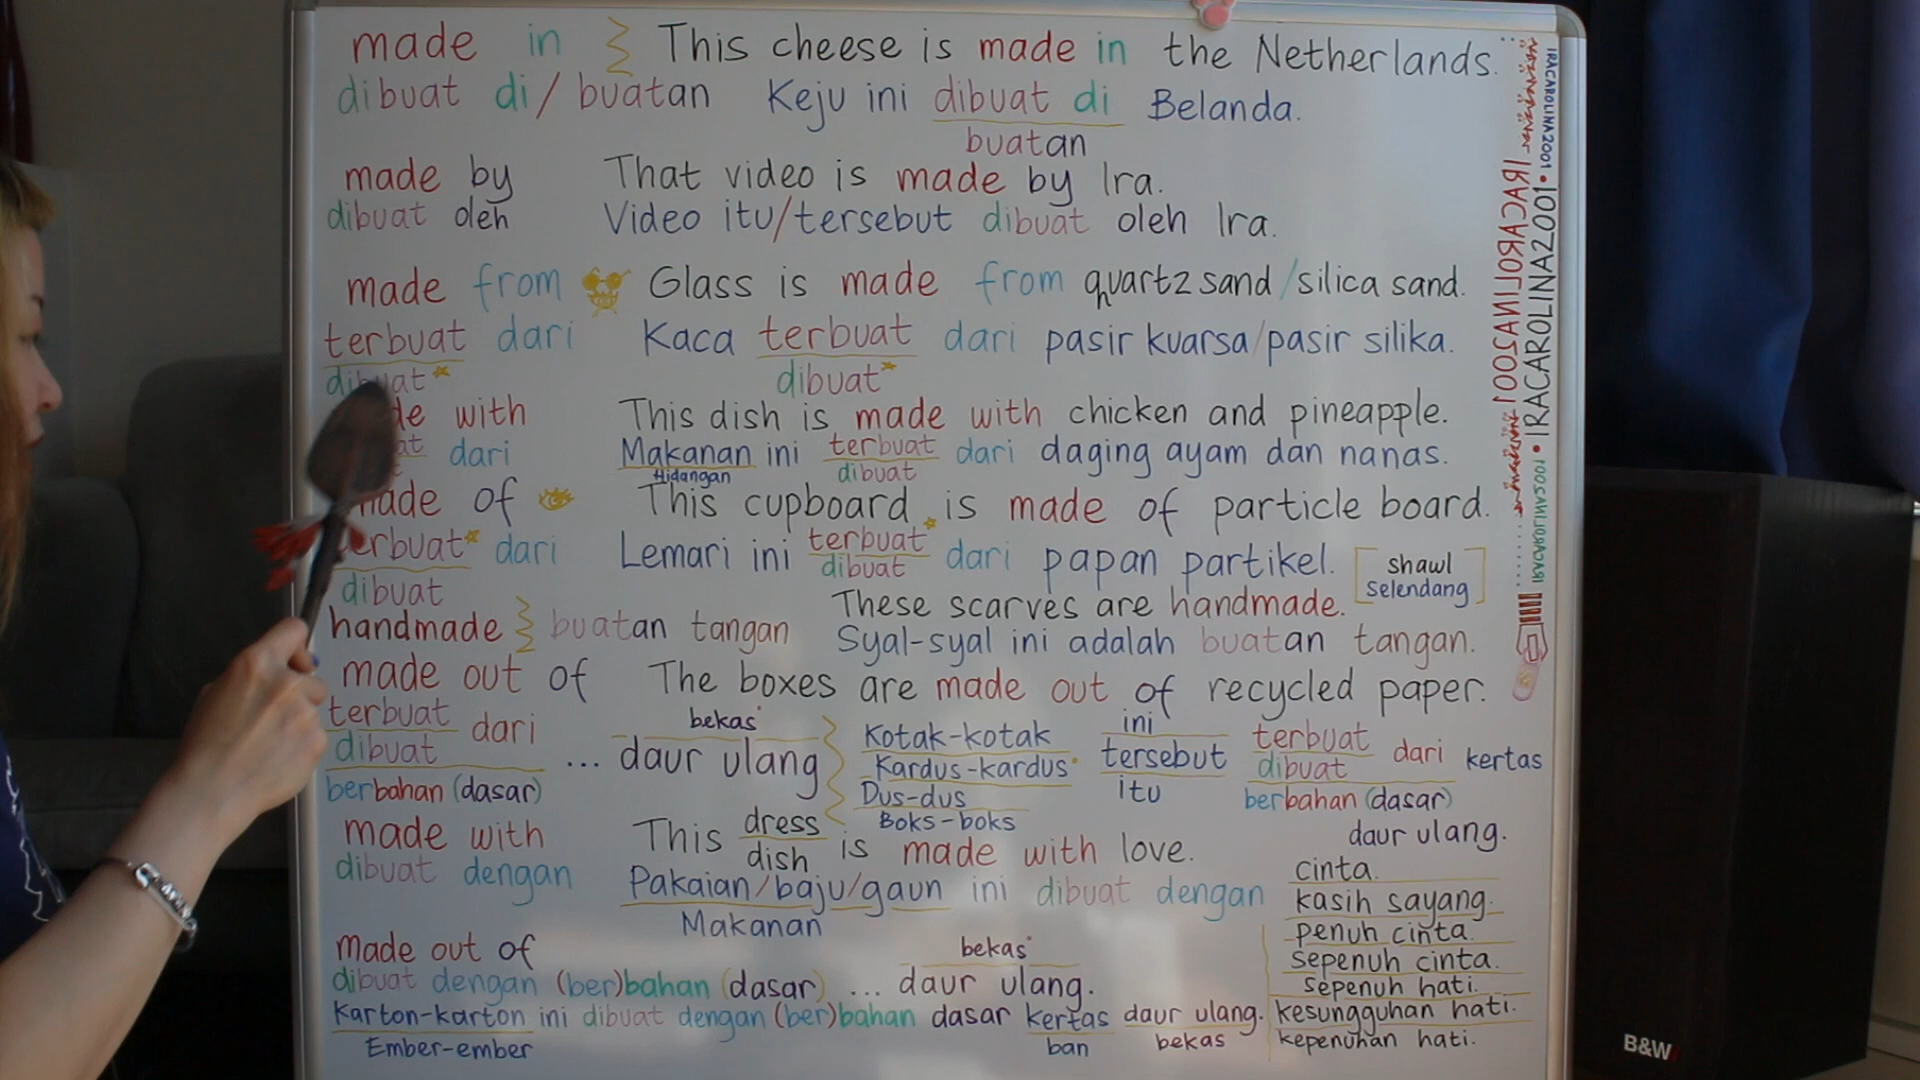 made in This cheese is made in the Netherlands.
dibuat di / buatan Keju ini dibuat di Belanda.
buatan
made by That video is made by Ira.
dibuat oleh Video itu/tersebut dibuat oleh Ira.
made from Glass is made from quartz sand/silica sand.
terbuat dari Kaca terbuat dari pasir kuarsa/pasir silika.
dibuat* dibuat*
with This dish is made with chicken and pineapple.
dari Makanan ini terbuat dari daging ayam dan nanas.
Hidangan dibuat
made of This cupboard is made of particle board.
terbuat* dari Lemari ini terbuat* dari papan partikel.
dibuat dibuat
shawl
selendang
handmade buatan tangan These scarves are handmade.
Syal-syal ini adalah buatan tangan.
made out of The boxes are made out of recycled paper.
terbuat dari
dibuat
berbahan (dasar)
bekas
... daur ulang
Kotak-kotak ini terbuat dari kertas
Kardus-kardus tersebut dibuat
Dus-dus itu berbahan (dasar)
Boks-boks daur ulang.
made with This dress is made with love.
dish
dibuat dengan Pakaian/baju/gaun ini dibuat dengan cinta.
Makanan
kasih sayang.
penuh cinta.
sepenuh cinta.
sepenuh hati.
kesungguhan hati.
kepenuhan hati.
made out of bekas
dibuat dengan (ber)bahan (dasar) ... daur ulang.
Karton-karton ini dibuat dengan (ber)bahan dasar kertas daur ulang.
Ember-ember ban bekas
IRACAROLINA2001
IRACAROLINA2001
IRACAROLINA2001
IRACAROLINA2001
B&W